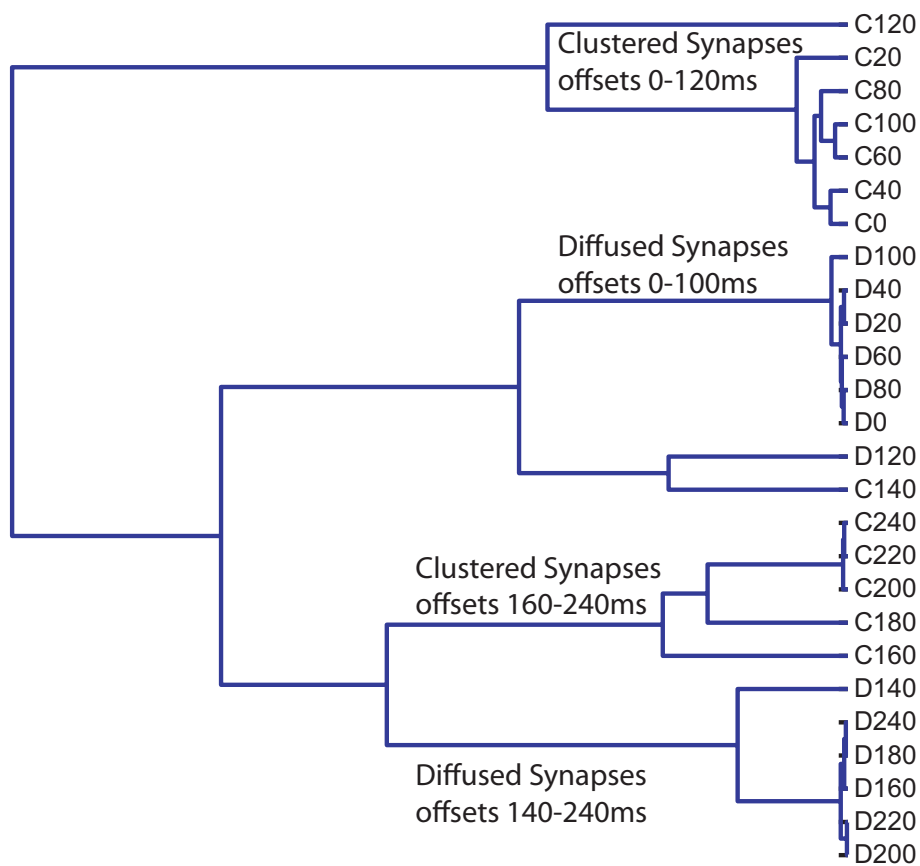 C120
Clustered Synapses
offsets 0-120ms
C20
C80
C100
C60
C40
C0
Diffused Synapses
offsets 0-100ms
D100
D40
D20
D60
D80
D0
D120
C140
C240
C220
C200
Clustered Synapses
offsets 160-240ms
C180
C160
D140
D240
D180
D160
D220
D200
Diffused Synapses
offsets 140-240ms